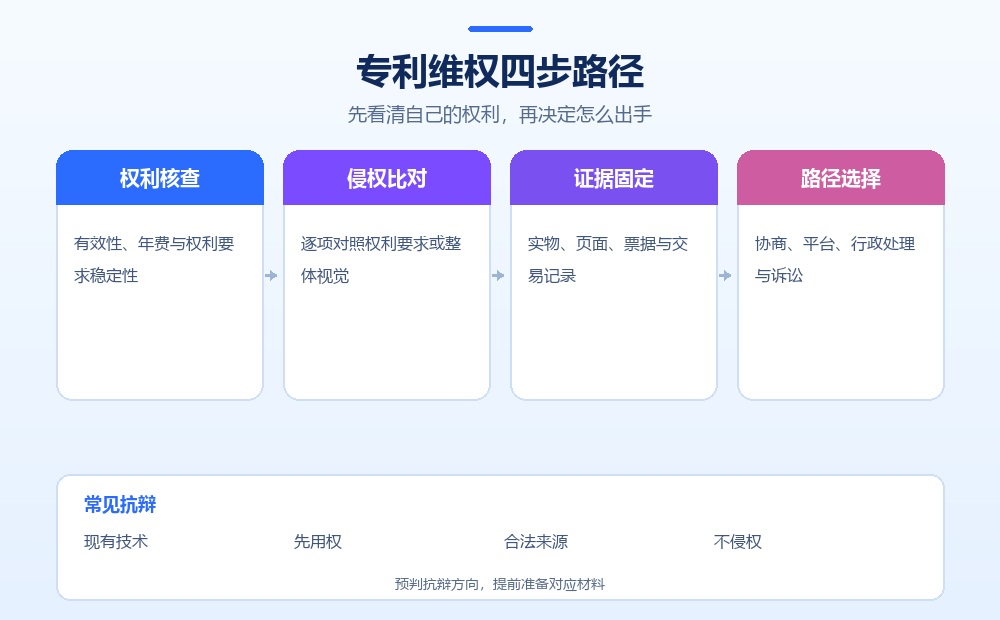 专利维权四步路径
先看清自己的权利，再决定怎么出手
权利核查
有效性、年费与权利要
求稳定性
侵权比对
逐项对照权利要求或整
体视觉
证据固定
实物、页面、票据与交
易记录
路径选择
协商、平台、行政处理
与诉讼
常见抗辩
现有技术
先用权
合法来源
不侵权
预判抗辩方向，提前准备对应材料